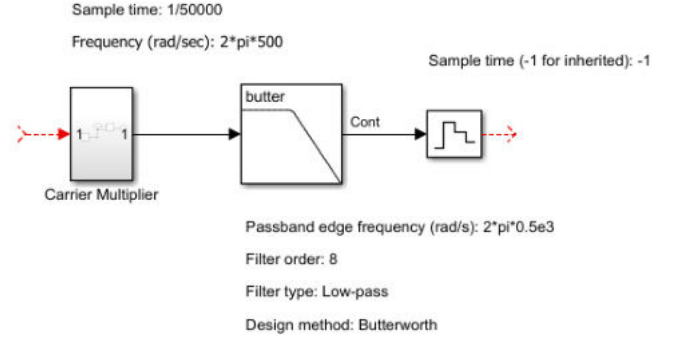 Sample time: 1/50000
Frequency (rad/sec): 2*pi*500
Sample time (-1 for inherited): -1
butter
Cont
1 1
Carrier Multiplier
Passband edge frequency (rad/s): 2*pi*0.5e3
Filter order: 8
Filter type: Low-pass
Design method: Butterworth